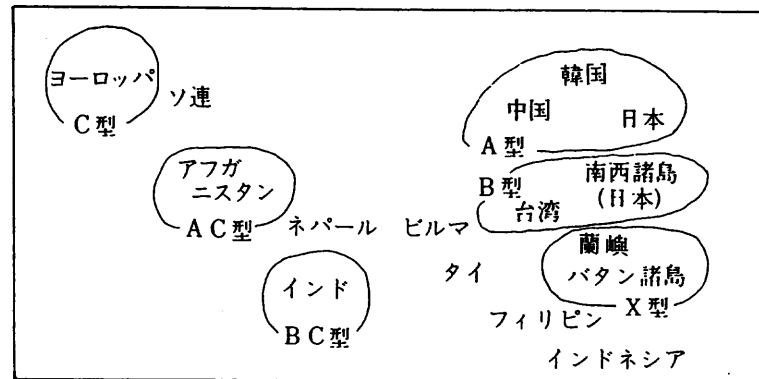 ヨーロッパ
C型
ソ連
韓国
中国
日本
A型
アフガ
ニスタン
AC型
ネパール
ビルマ
B型
南西諸島
(日本)
台湾
蘭嶼
バタン諸島
X型
インド
BC型
タイ
フィリピン
インドネシア